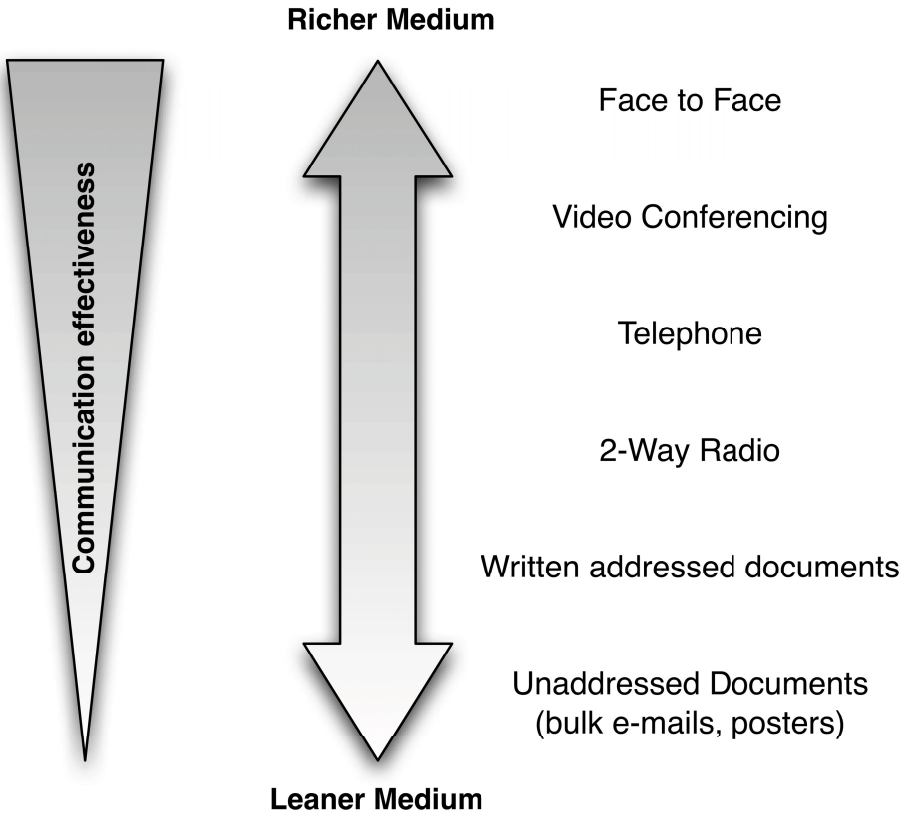 Richer Medium
Communication effectiveness
Face to Face
Video Conferencing
Telephone
2-Way Radio
Written addressed documents
Unaddressed Documents
(bulk e-mails, posters)
Leaner Medium